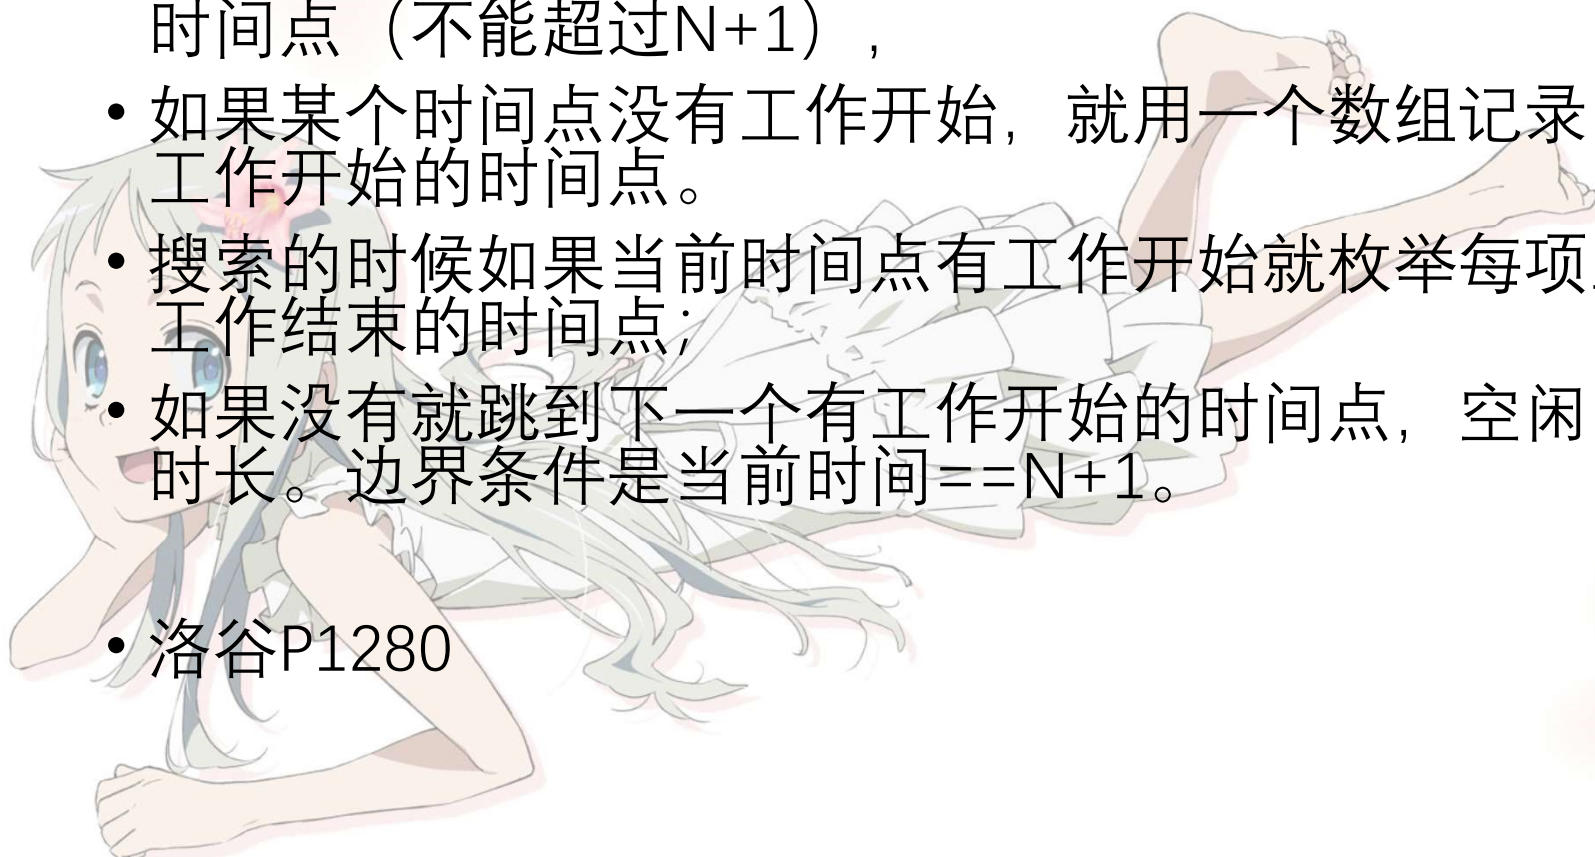 时间点（不能超过N+1），
• 如果某个时间点没有工作开始，就用一个数组记录
工作开始的时间点。
• 搜索的时候如果当前时间点有工作开始就枚举每项
工作结束的时间点；
• 如果没有就跳到下一个有工作开始的时间点，空闲
时长。边界条件是当前时间==N+1。
• 洛谷P1280